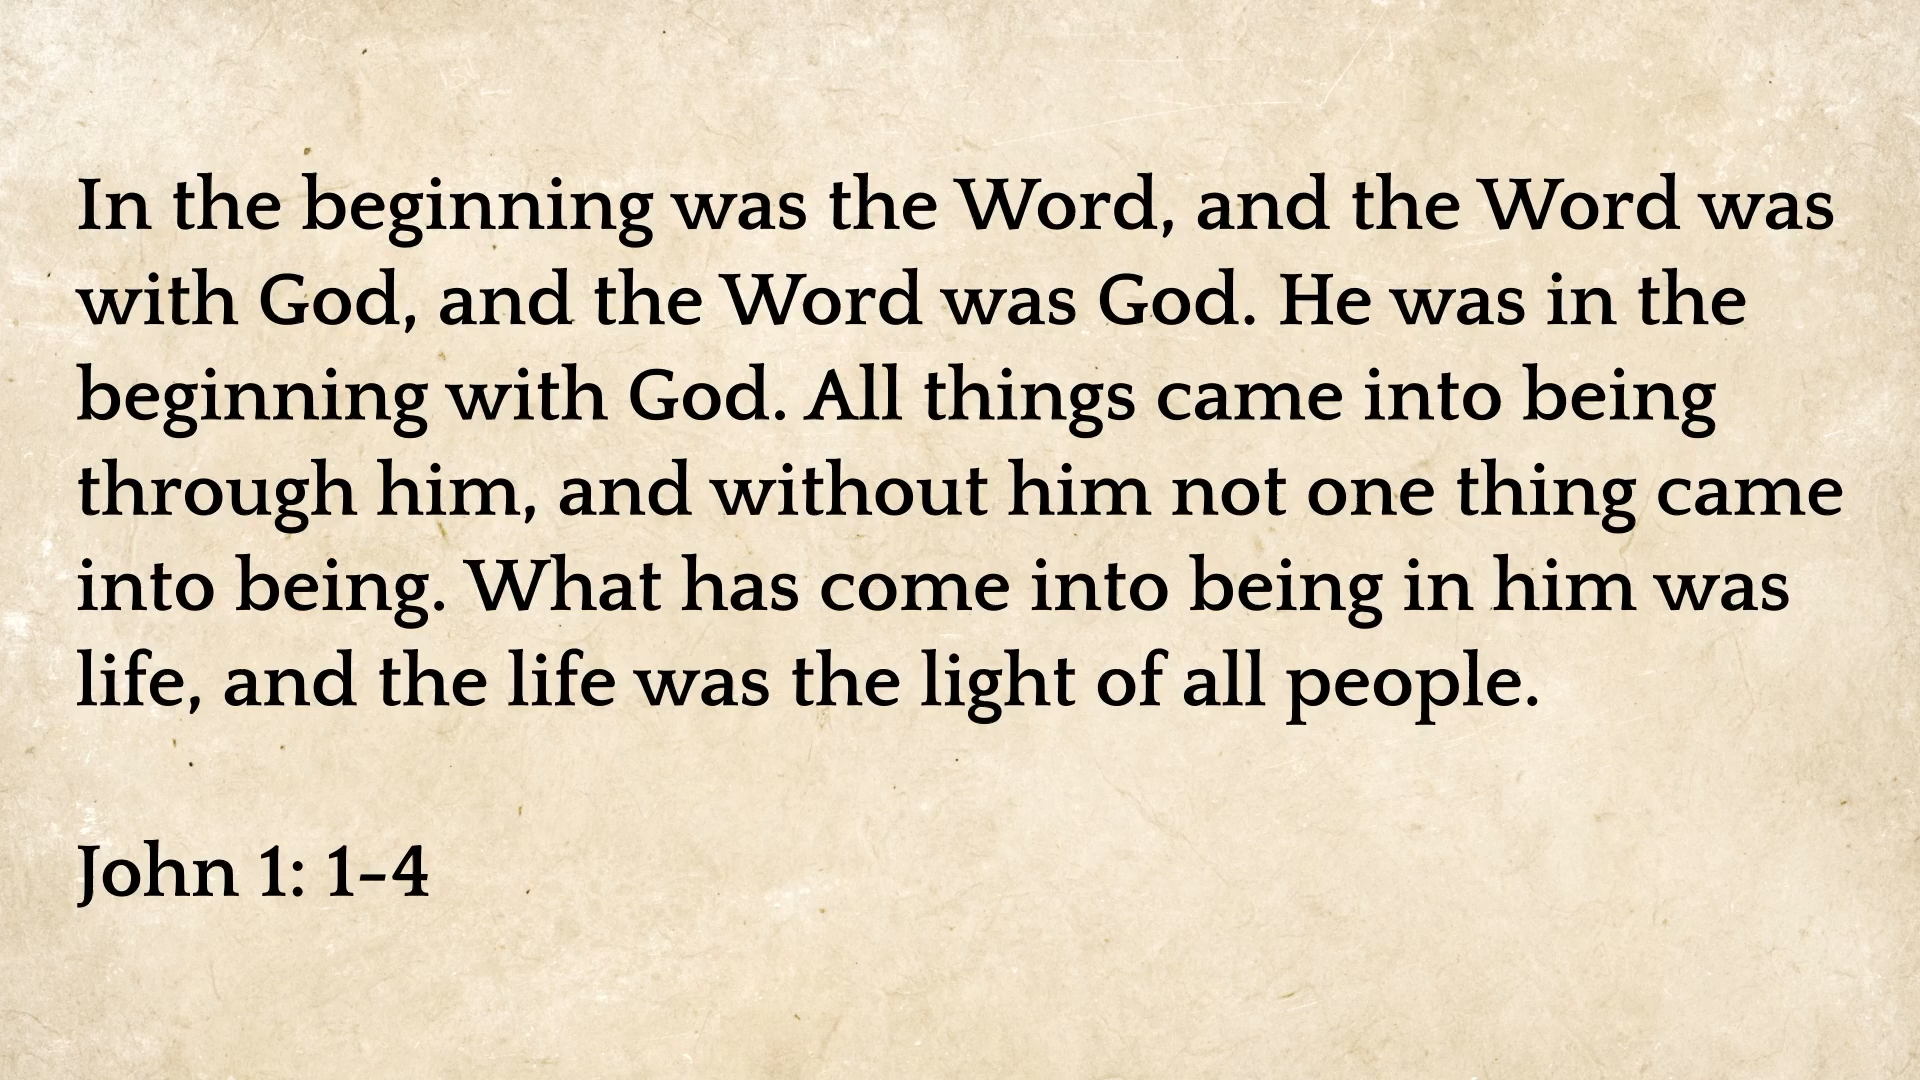 In the beginning was the Word, and the Word was
with God, and the Word was God. He was in the
beginning with God. All things came into being
through him, and without him not one thing came
into being. What has come into being in him was
life, and the life was the light of all people.
John 1: 1-4